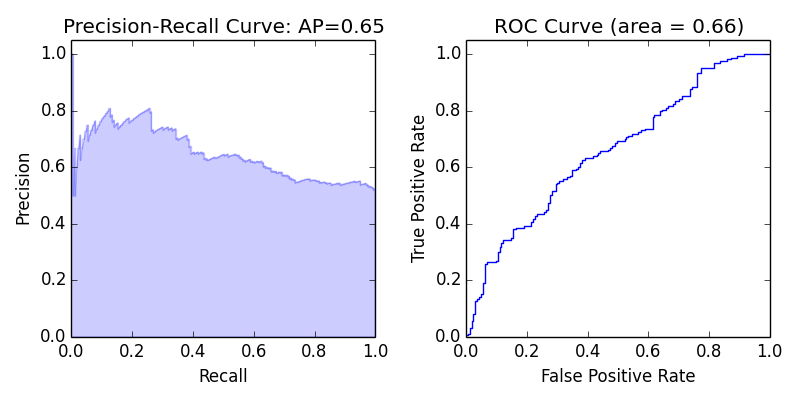 Precision-Recall Curve: AP=0.65
1.0
0.8
0.6
0.4
0.2
0.0
Precision
0.0 0.2 0.4 0.6 0.8 1.0
Recall
ROC Curve (area = 0.66)
1.0
0.8
0.6
0.4
0.2
0.0
True Positive Rate
0.0 0.2 0.4 0.6 0.8 1.0
False Positive Rate